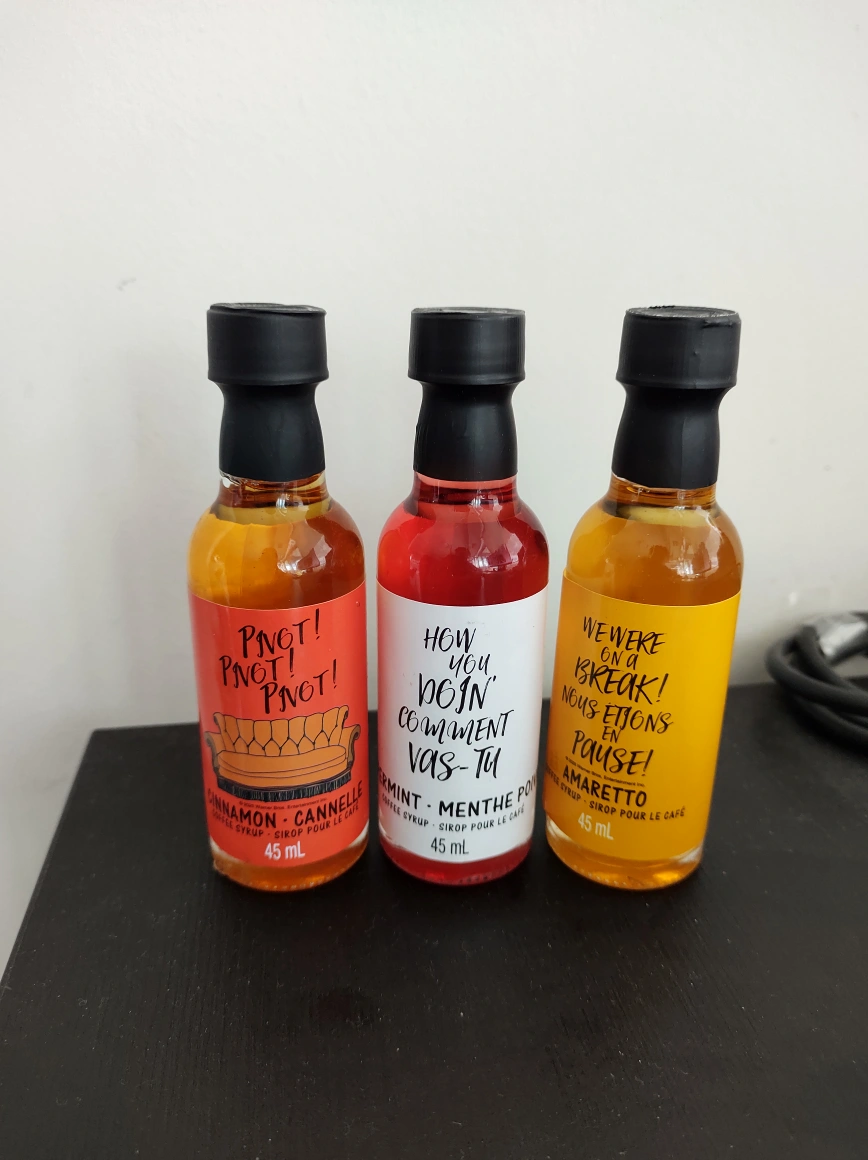 PIVOT!
PIVOT!
PIVOT!
CINNAMON · CANNELLE
COFFEE SYRUP · SIROP POUR LE CAFÉ
45 mL
HOW
YOU
DOIN'
COMMENT
VAS-TU
ERMINT · MENTHE POIV
COFFEE SYRUP · SIROP POUR LE CAFÉ
45 mL
WE WERE
ON A
BREAK!
NOUS ÉTIONS
EN
PAUSE!
AMARETTO
COFFEE SYRUP · SIROP POUR LE CAFÉ
45 mL